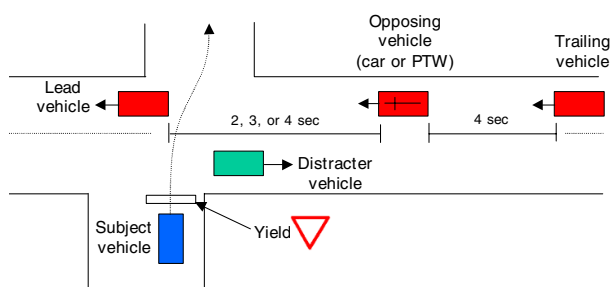 Opposing
vehicle
(car or PTW)
Trailing
vehicle
Lead
vehicle
2, 3, or 4 sec
4 sec
Distracter
vehicle
Subject
vehicle
Yield